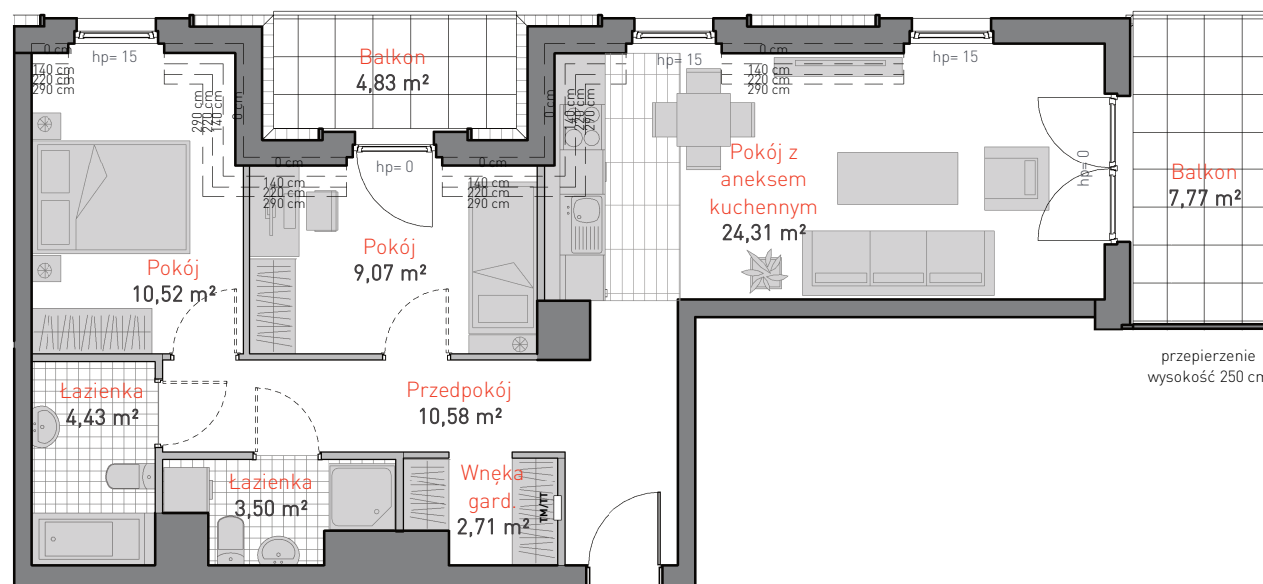 0 cm
140 cm
220 cm
290 cm
hp= 15
290 cm
220 cm
140 cm
0 cm
Balkon
4,83 m²
0 cm
140 cm
220 cm
290 cm
hp= 15
0 cm
140 cm
220 cm
290 cm
hp= 15
0 cm
140 cm
220 cm
290 cm
hp= 0
0 cm
140 cm
220 cm
290 cm
Pokój z
aneksem
kuchennym
24,31 m²
hp= 0
Balkon
7,77 m²
Pokój
10,52 m²
Pokój
9,07 m²
przepierzenie
wysokość 250 cm
Łazienka
4,43 m²
Przedpokój
10,58 m²
Łazienka
3,50 m²
Wnęka
gard.
2,71 m²
TM/TT